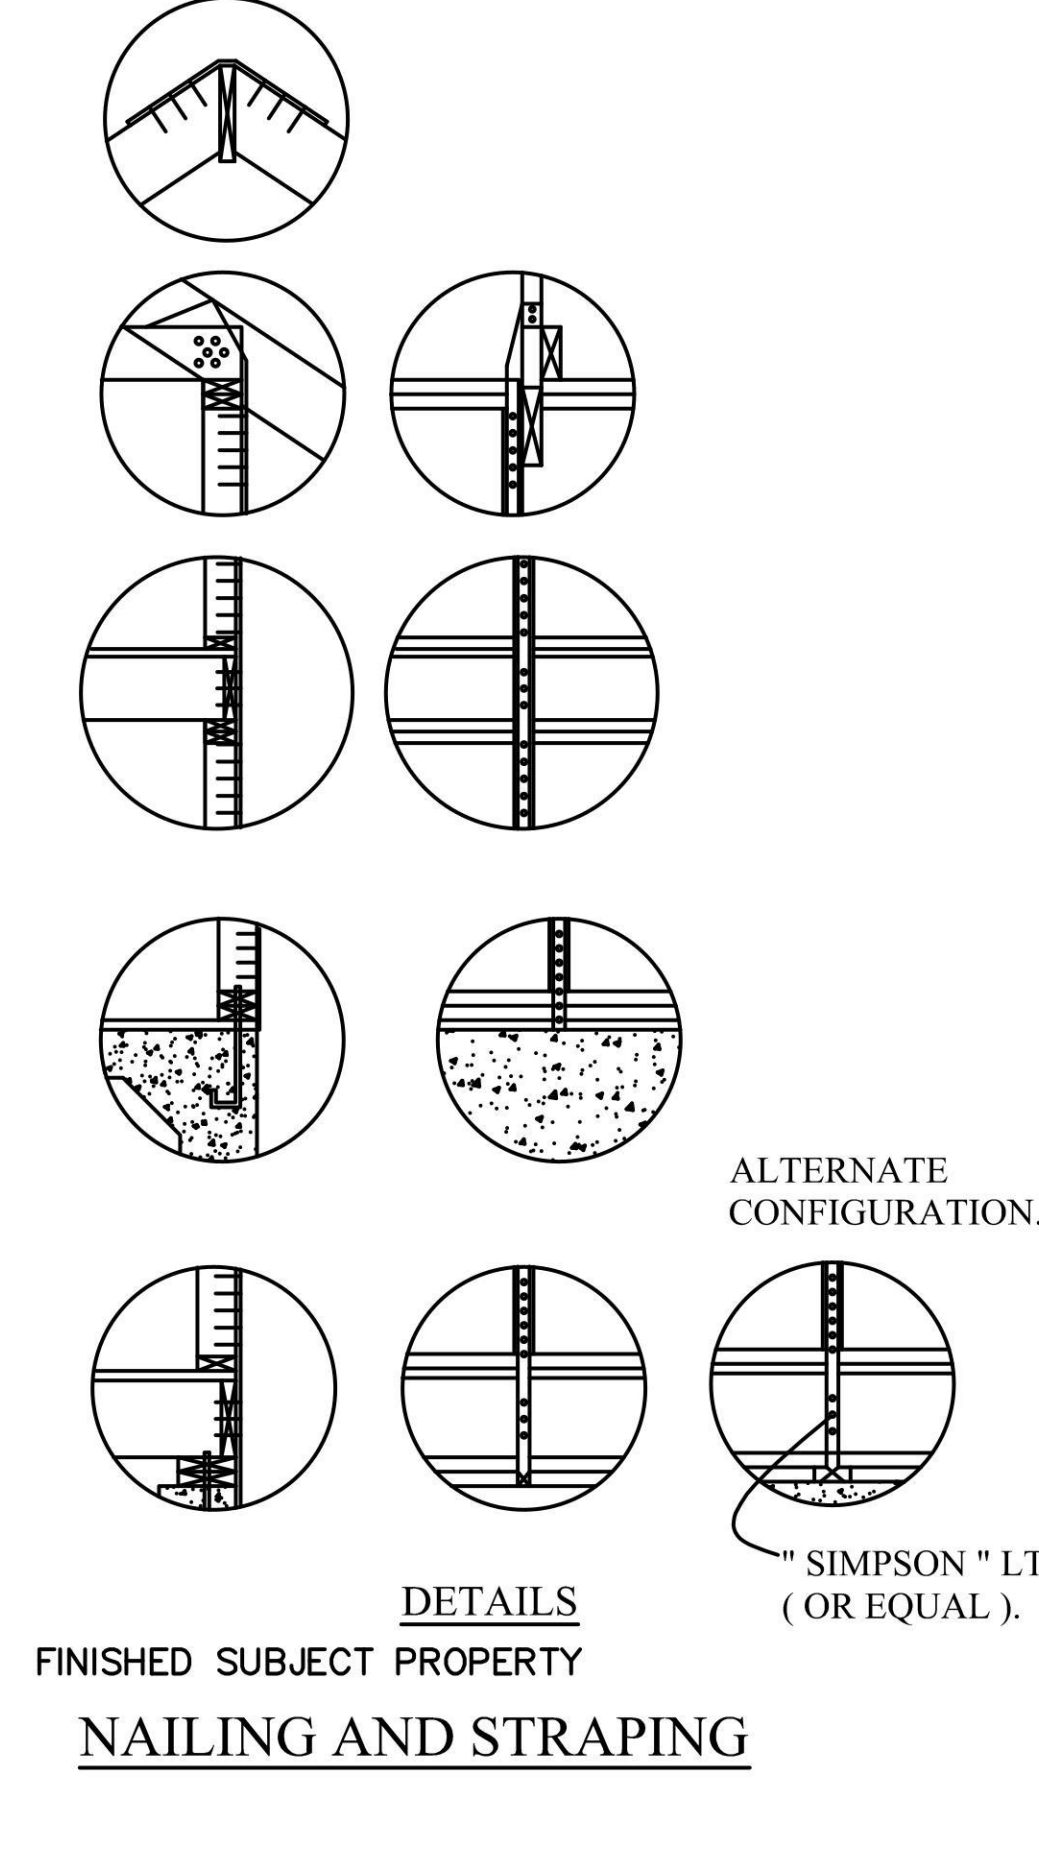 ALTERNATE
CONFIGURATION.
" SIMPSON " LT
( OR EQUAL ).
DETAILS
FINISHED SUBJECT PROPERTY
NAILING AND STRAPING